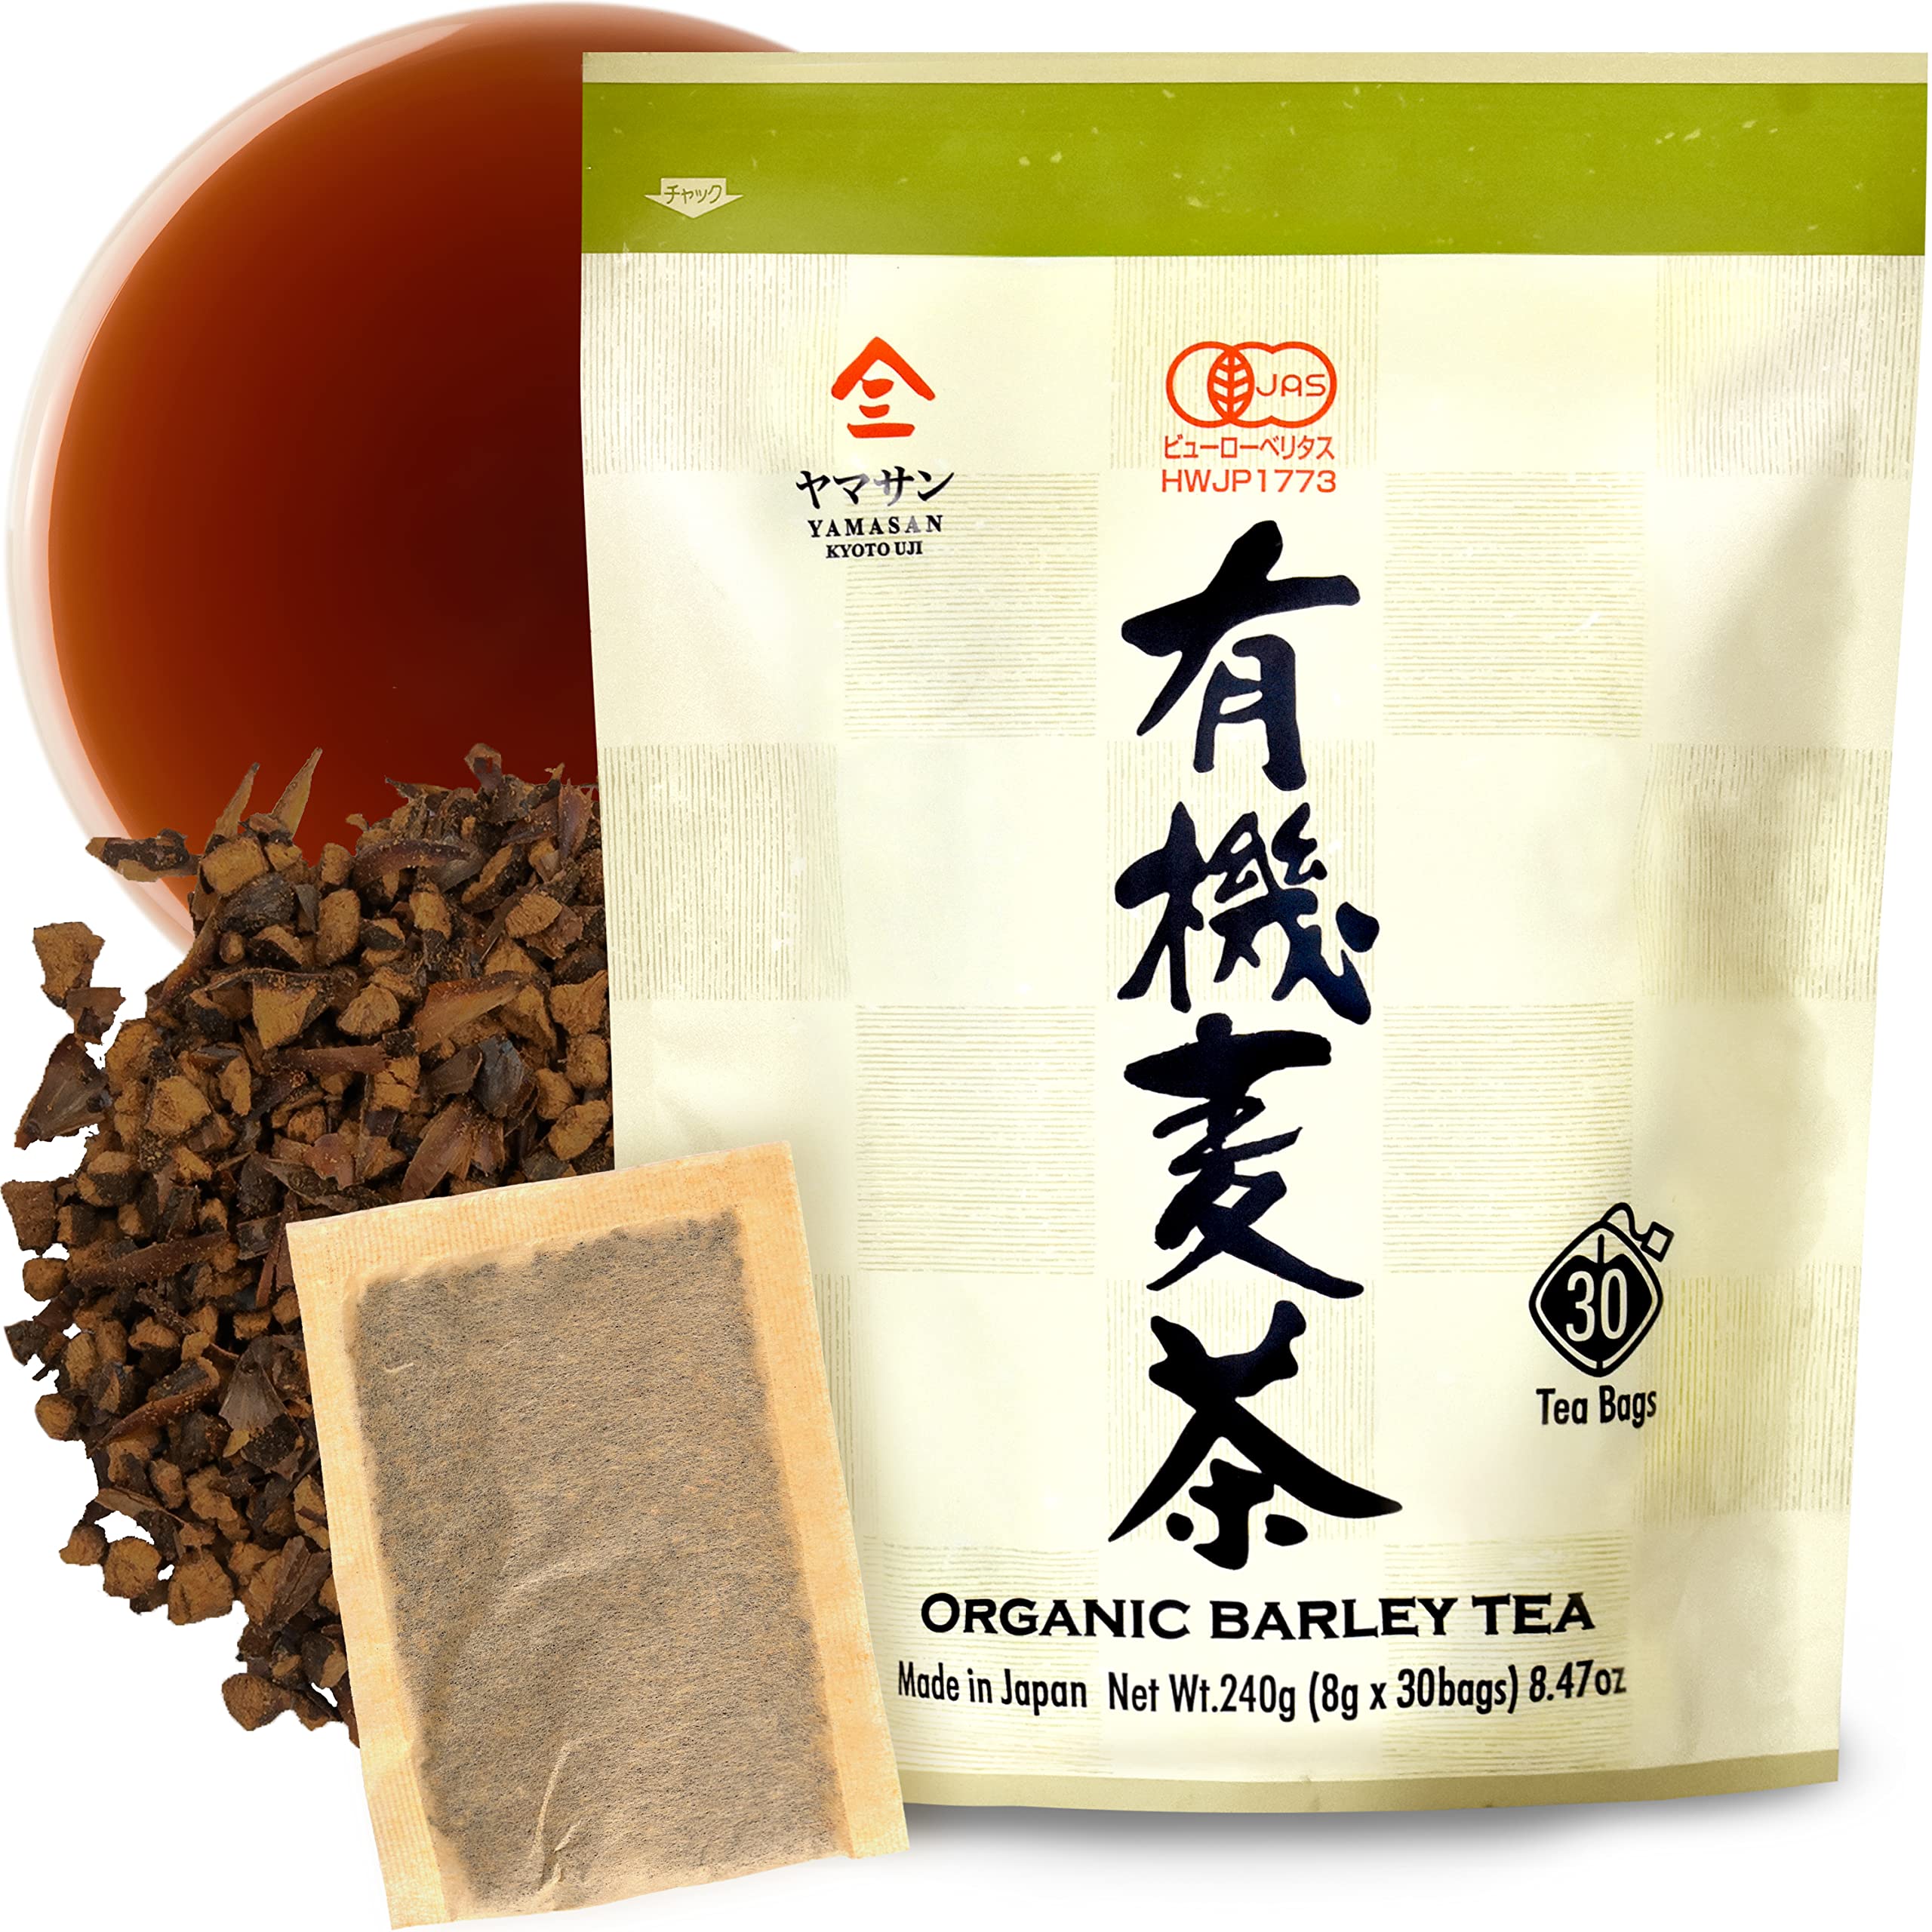 チャック
ヤマサン
YAMASAN
KYOTO UJI
JAS
ビューローベリタス
HWJP1773
有機麦茶
30
Tea Bags
ORGANIC BARLEY TEA
Made in Japan Net Wt.240g (8g x 30bags) 8.47oz